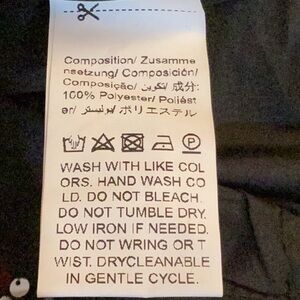 Composition/ Zusamme
nsetzung/ Composición/
Composição/ تكوين/ 成分:
100% Polyester/ Poliést
er/ بوليستر/ ポリエステル
WASH WITH LIKE COL
ORS. HAND WASH CO
LD. DO NOT BLEACH.
DO NOT TUMBLE DRY.
LOW IRON IF NEEDED.
DO NOT WRING OR T
WIST. DRYCLEANABLE
IN GENTLE CYCLE.